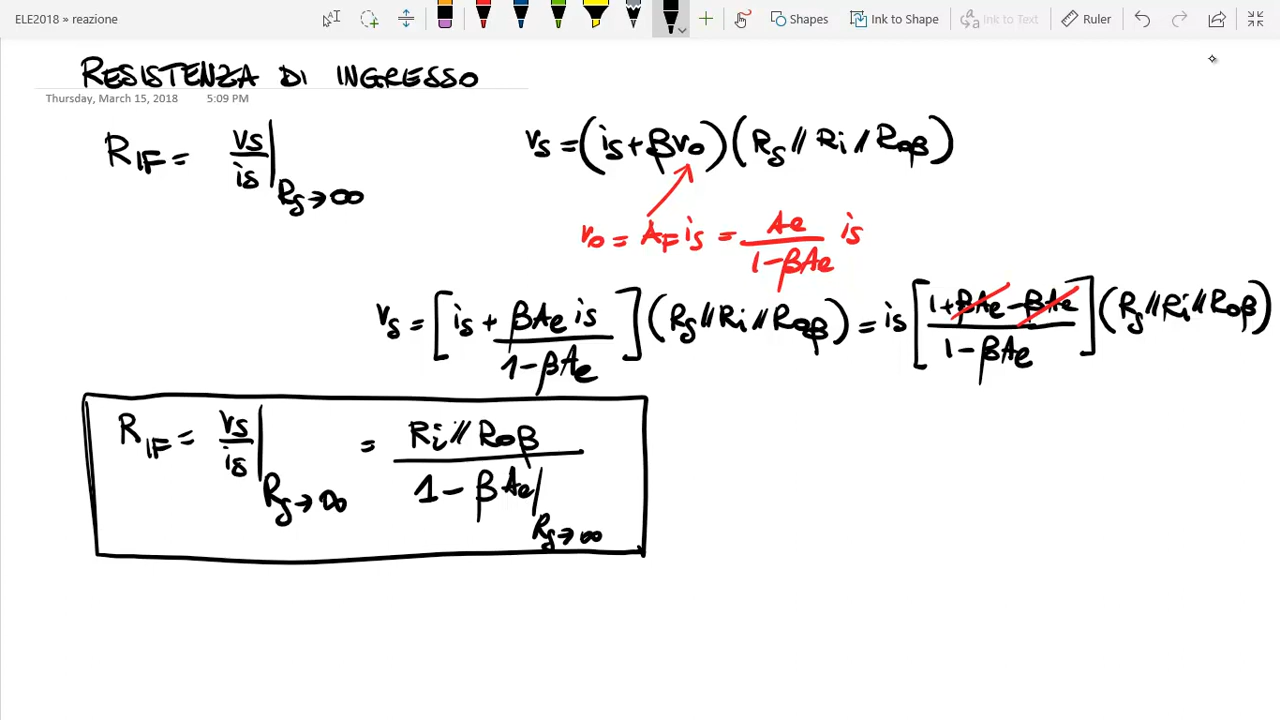 ELE2018 » reazione
Shapes
Ink to Shape
Ink to Text
Ruler
RESISTENZA DI INGRESSO
Thursday, March 15, 2018 5:09 PM
R_IF = vs/is |_{Rs→∞}
vs = (is + βvo)(Rs // Ri // Roβ)
vo = A_F is = Ae/(1-βAe) is
vs = [is + βAe is/(1-βAe)](Rs // Ri // Roβ) = is [(1+βAe-βAe)/(1-βAe)](Rs // Ri // Roβ)
R_IF = vs/is |_{Rs→∞} = (Ri // Roβ)/(1-βAe|_{Rs→∞})